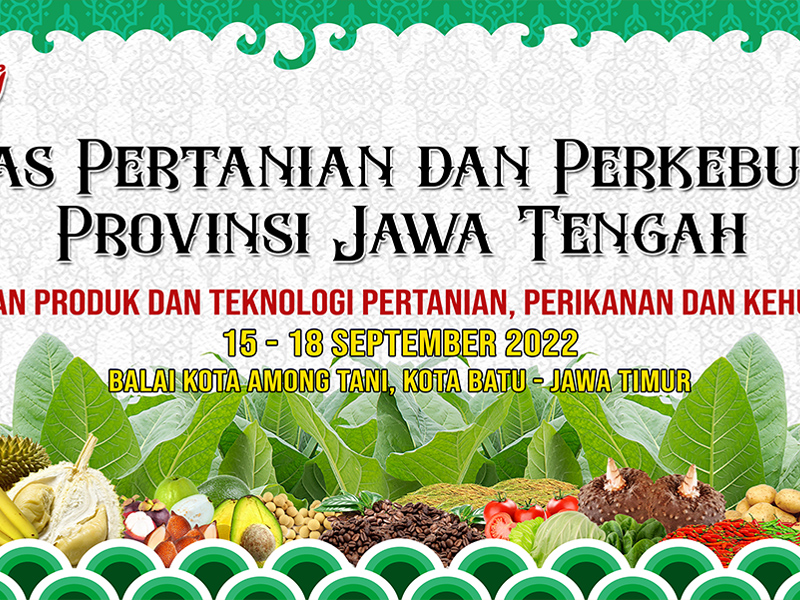 AS PERTANIAN DAN PERKEBU
PROVINSI JAWA TENGAH
AN PRODUK DAN TEKNOLOGI PERTANIAN, PERIKANAN DAN KEHU
15 - 18 SEPTEMBER 2022
BALAI KOTA AMONG TANI, KOTA BATU - JAWA TIMUR